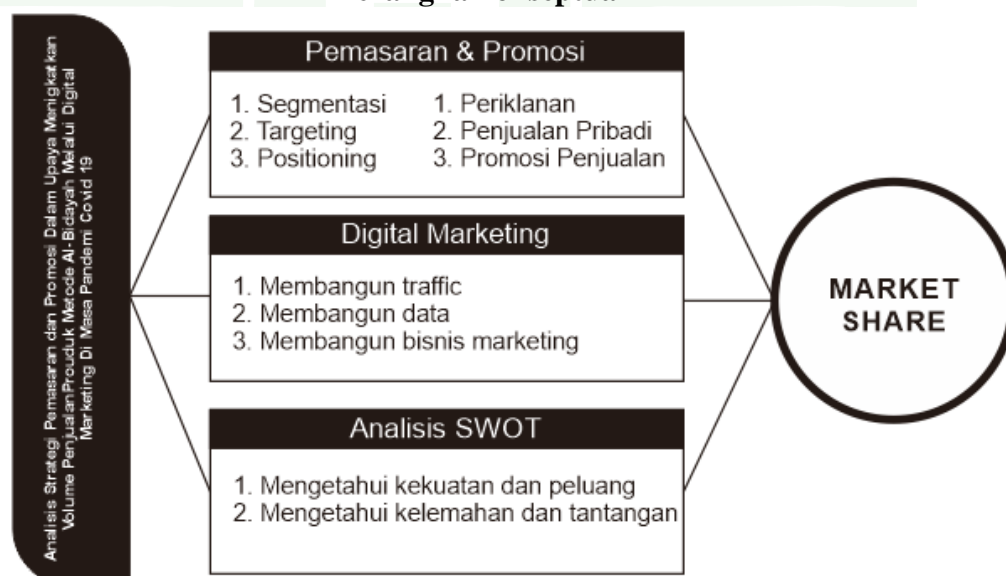 Analisis Strategi Pemasaran dan Promosi Dalam Upaya Menigkatkan
Volume Penjualan Prouduk Metode Al-Bidayah Melalui Digital
Marketing Di Masa Pandemi Covid 19
Pemasaran & Promosi
1. Segmentasi
2. Targeting
3. Positioning
1. Periklanan
2. Penjualan Pribadi
3. Promosi Penjualan
Digital Marketing
1. Membangun traffic
2. Membangun data
3. Membangun bisnis marketing
Analisis SWOT
1. Mengetahui kekuatan dan peluang
2. Mengetahui kelemahan dan tantangan
MARKET
SHARE